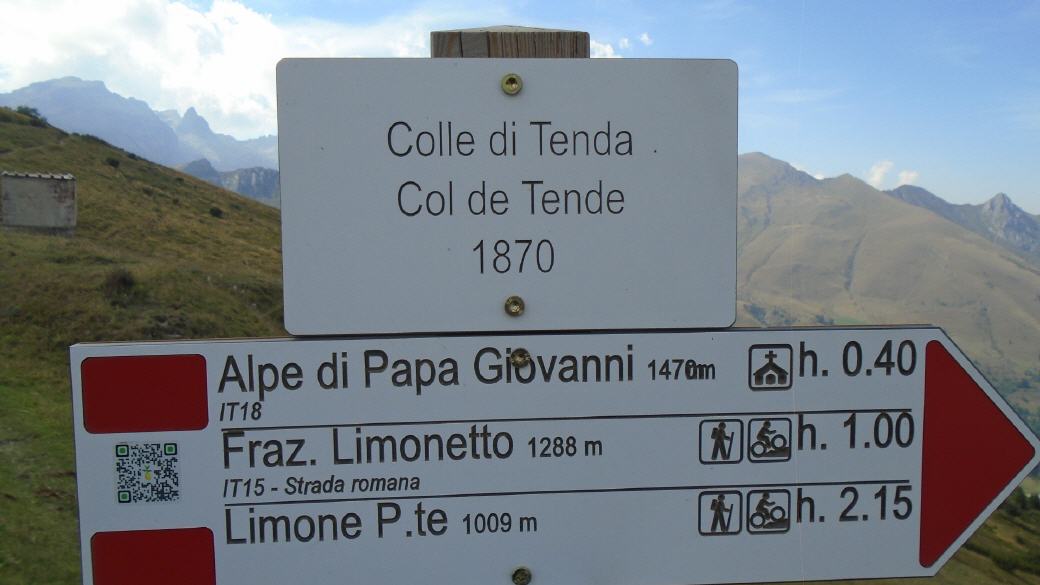 Colle di Tenda
Col de Tende
1870
Alpe di Papa Giovanni 1470m h. 0.40
IT18
Fraz. Limonetto 1288 m h. 1.00
IT15 - Strada romana
Limone P.te 1009 m h. 2.15